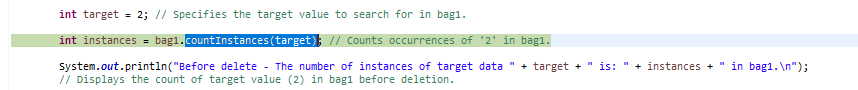 int target = 2; // Specifies the target value to search for in bag1.
int instances = bag1.countInstances(target); // Counts occurrences of '2' in bag1.
System.out.println("Before delete - The number of instances of target data " + target + " is: " + instances + " in bag1.\n");
// Displays the count of target value (2) in bag1 before deletion.